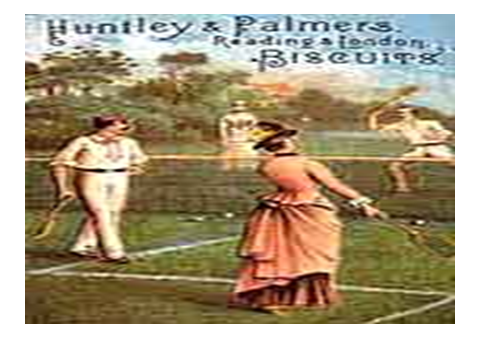 Huntley & Palmers.
Reading & London.
BISCUITS